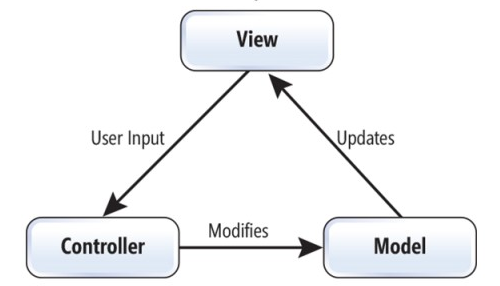 View
User Input
Updates
Modifies
Controller
Model